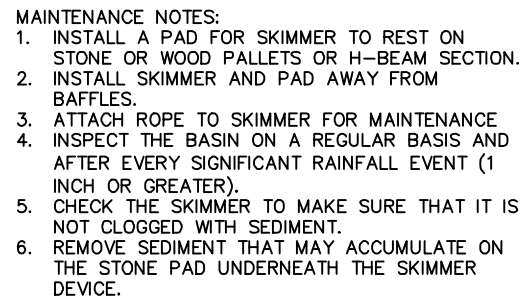 MAINTENANCE NOTES:
1. INSTALL A PAD FOR SKIMMER TO REST ON
STONE OR WOOD PALLETS OR H-BEAM SECTION.
2. INSTALL SKIMMER AND PAD AWAY FROM
BAFFLES.
3. ATTACH ROPE TO SKIMMER FOR MAINTENANCE
4. INSPECT THE BASIN ON A REGULAR BASIS AND
AFTER EVERY SIGNIFICANT RAINFALL EVENT (1
INCH OR GREATER).
5. CHECK THE SKIMMER TO MAKE SURE THAT IT IS
NOT CLOGGED WITH SEDIMENT.
6. REMOVE SEDIMENT THAT MAY ACCUMULATE ON
THE STONE PAD UNDERNEATH THE SKIMMER
DEVICE.